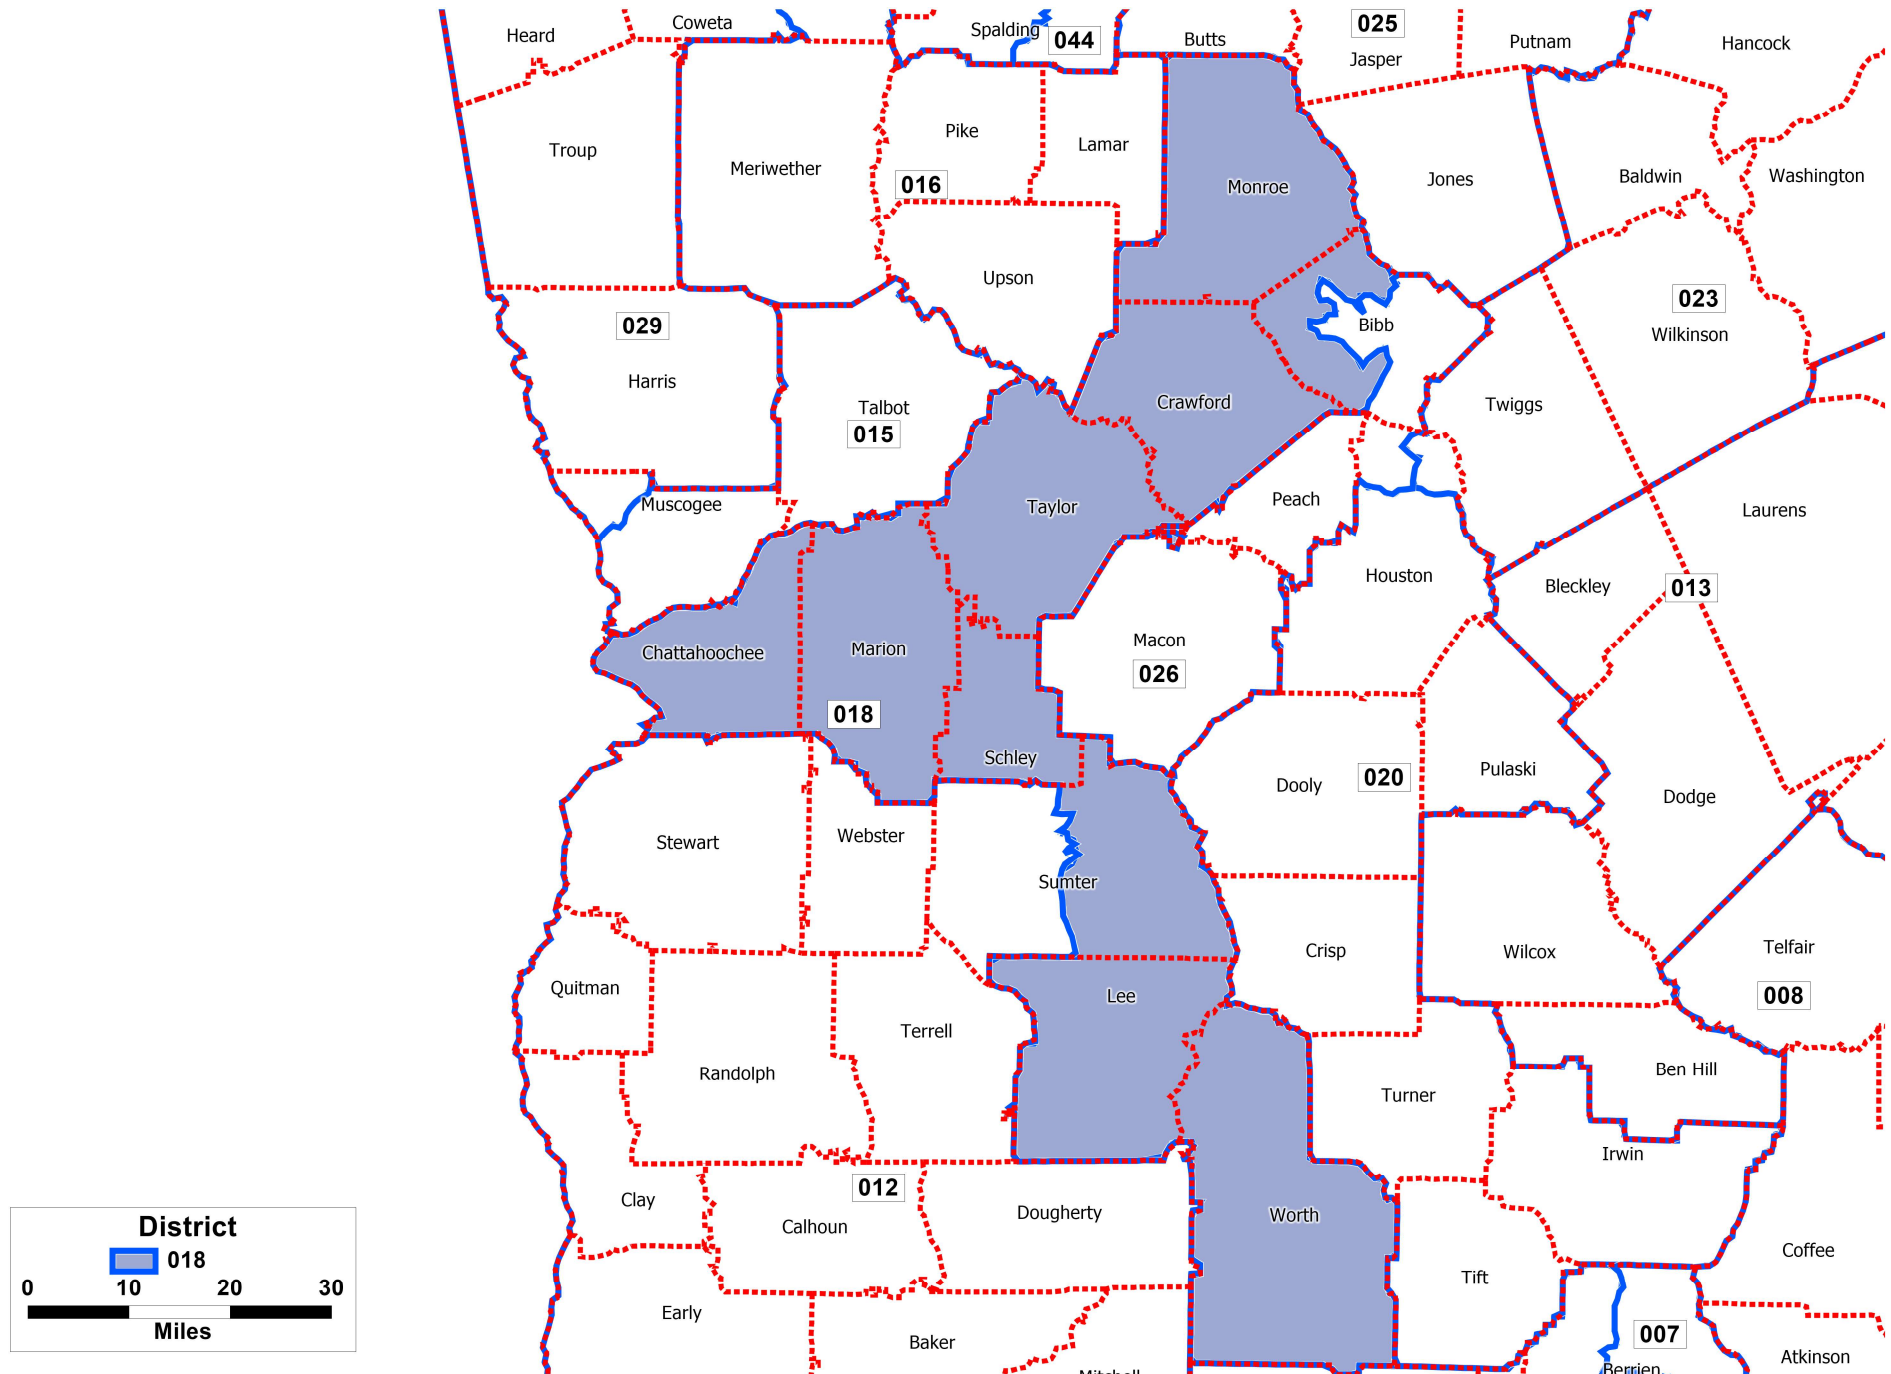 Heard
Coweta
Spalding
044
Butts
025
Jasper
Putnam
Hancock
Troup
Meriwether
Pike
016
Lamar
Monroe
Jones
Baldwin
Washington
Upson
029
Harris
Talbot
015
Crawford
Bibb
Twiggs
023
Wilkinson
Muscogee
Taylor
Peach
Laurens
Houston
Bleckley
013
Chattahoochee
Marion
018
Macon
026
Schley
Dooly
020
Pulaski
Dodge
Stewart
Webster
Sumter
Crisp
Wilcox
Telfair
008
Quitman
Lee
Terrell
Randolph
Turner
Ben Hill
Irwin
Clay
012
Calhoun
Dougherty
Worth
Tift
Coffee
Early
Baker
Mitchell
007
Berrien
Atkinson
District
018
0 10 20 30
Miles